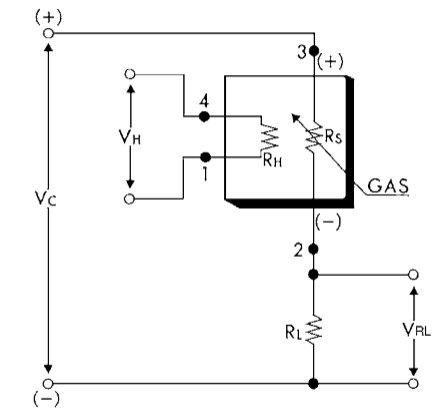 (+)
3
(+)
4
VH
RH
RS
1
VC
GAS
(−)
2
RL
VRL
(−)